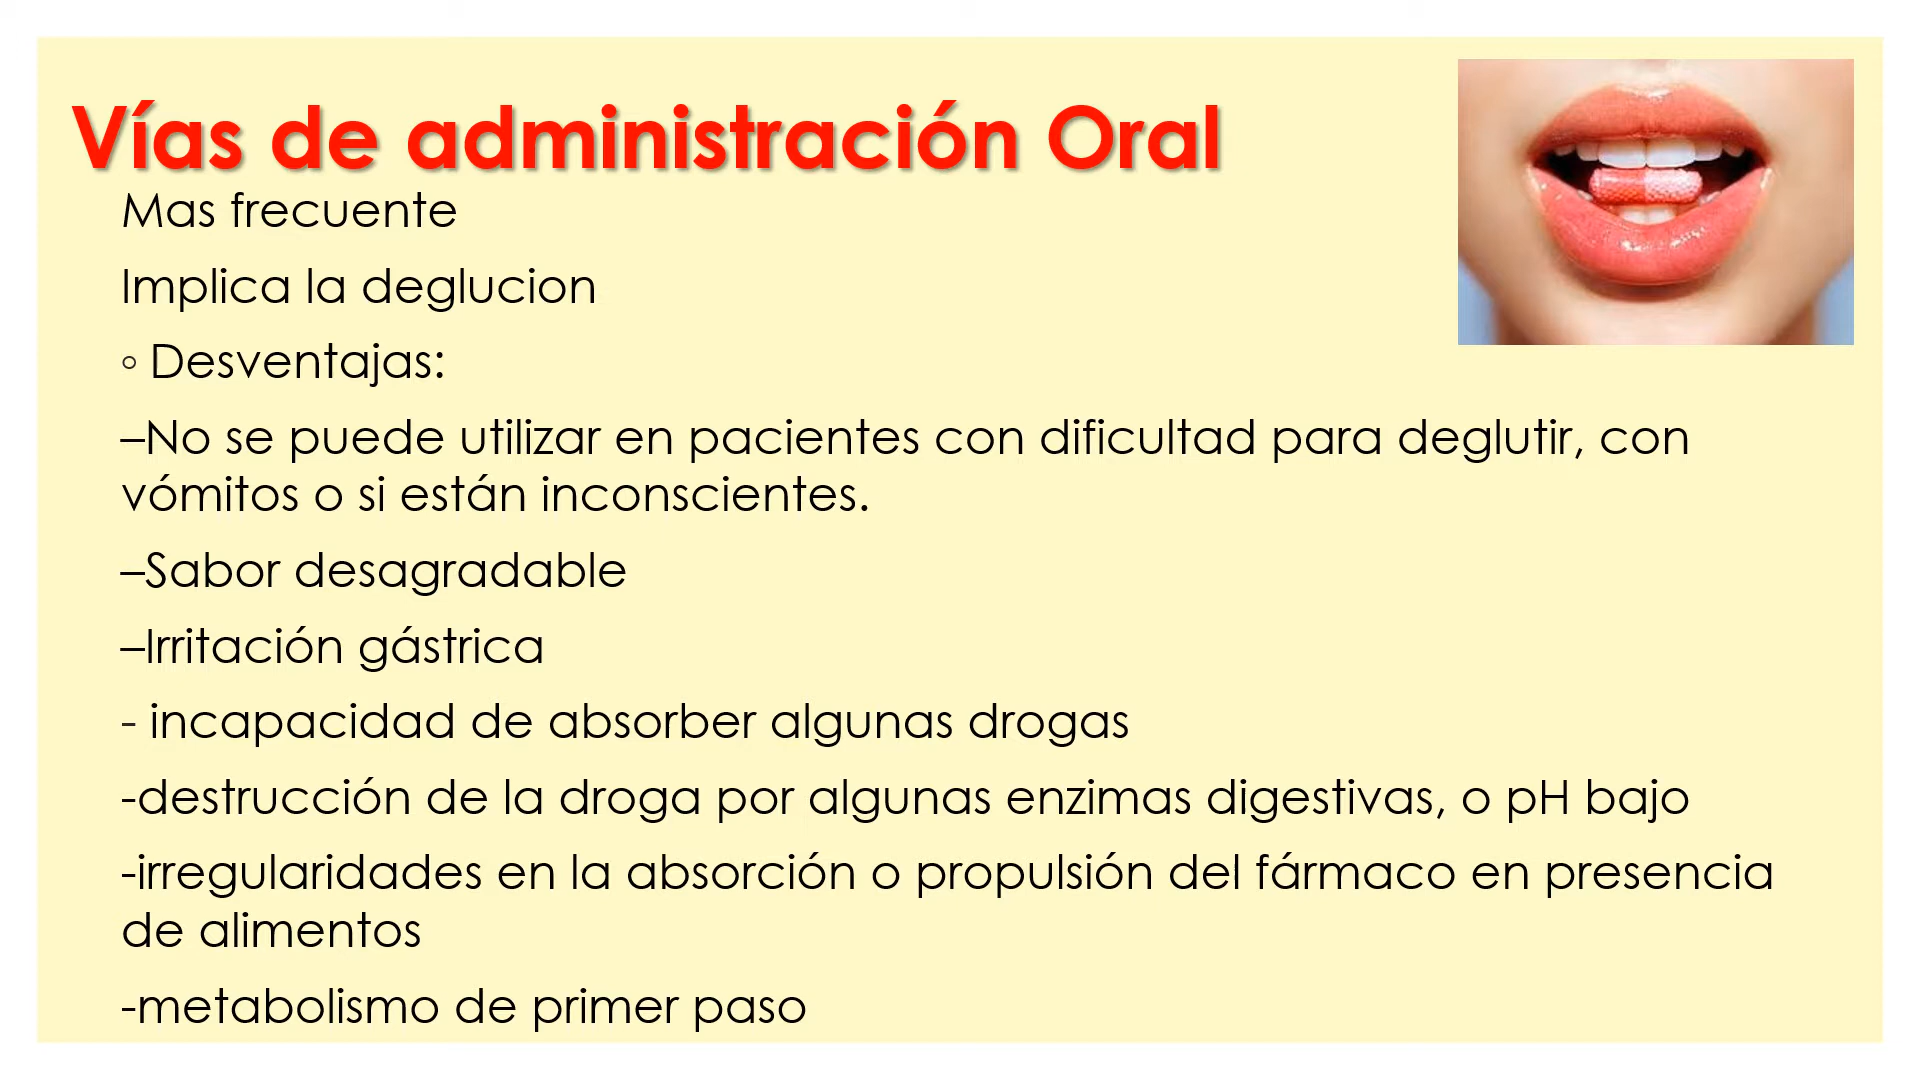 Vías de administración Oral
Mas frecuente
Implica la deglucion
◦ Desventajas:
–No se puede utilizar en pacientes con dificultad para deglutir, con
vómitos o si están inconscientes.
–Sabor desagradable
–Irritación gástrica
- incapacidad de absorber algunas drogas
-destrucción de la droga por algunas enzimas digestivas, o pH bajo
-irregularidades en la absorción o propulsión del fármaco en presencia
de alimentos
-metabolismo de primer paso